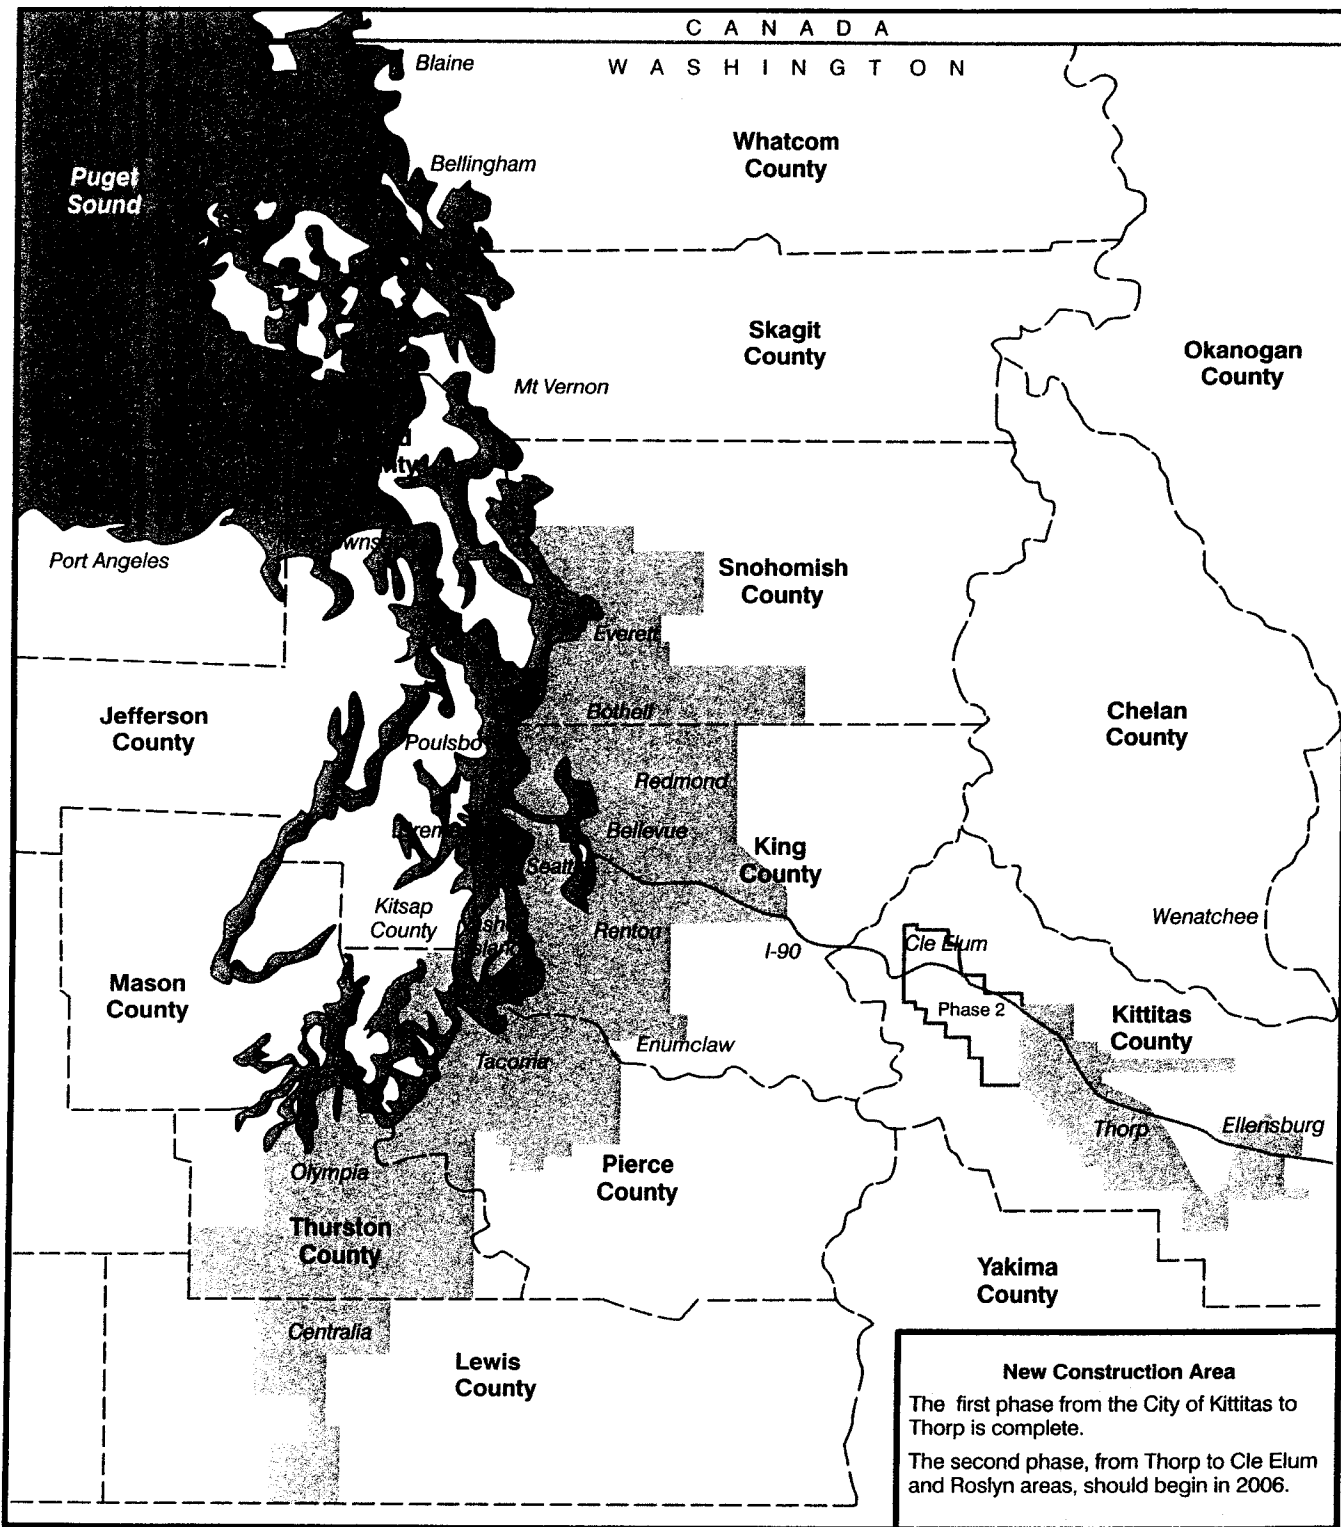 CANADA
WASHINGTON
Blaine
Whatcom
County
Bellingham
Puget
Sound
Skagit
County
Okanogan
County
Mt Vernon
Port Angeles
Snohomish
County
Everett
Jefferson
County
Bothell
Chelan
County
Poulsbo
Redmond
Bellevue
King
County
Kitsap
County
Renton
Wenatchee
I-90
Cle Elum
Mason
County
Phase 2
Kittitas
County
Enumclaw
Tacoma
Thorp
Ellensburg
Olympia
Pierce
County
Thurston
County
Yakima
County
Centralia
Lewis
County
New Construction Area
The first phase from the City of Kittitas to
Thorp is complete.
The second phase, from Thorp to Cle Elum
and Roslyn areas, should begin in 2006.